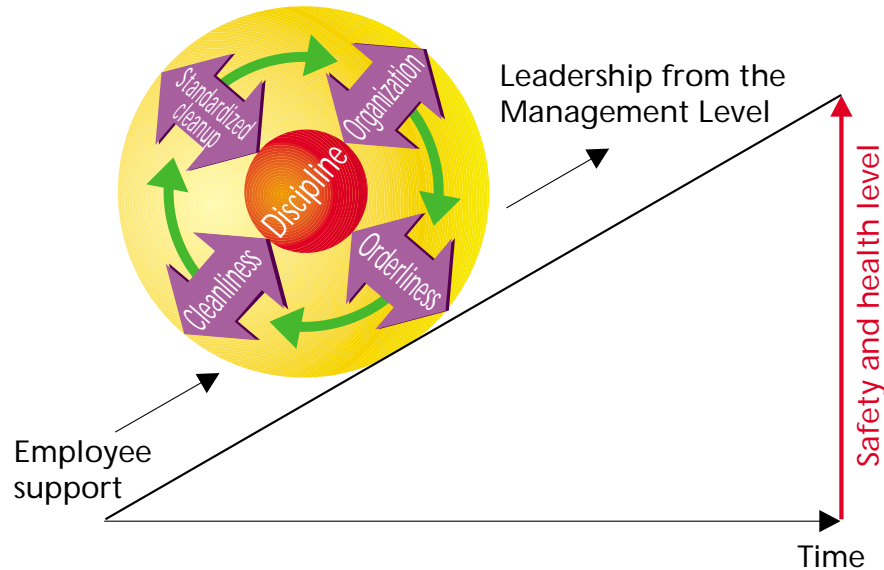 Standardized
cleanup
Organization
Discipline
Cleanliness
Orderliness
Leadership from the
Management Level
Employee
support
Safety and health level
Time